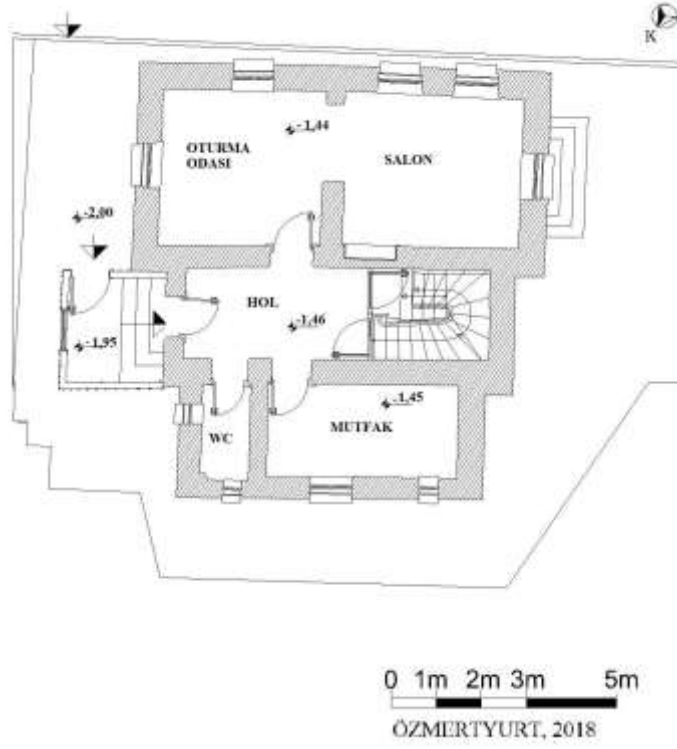 K
-1,44
OTURMA
ODASI
SALON
-2,00
HOL
-1,46
-1,95
-1,45
MUTFAK
WC
0 1m 2m 3m 5m
ÖZMERTYURT, 2018